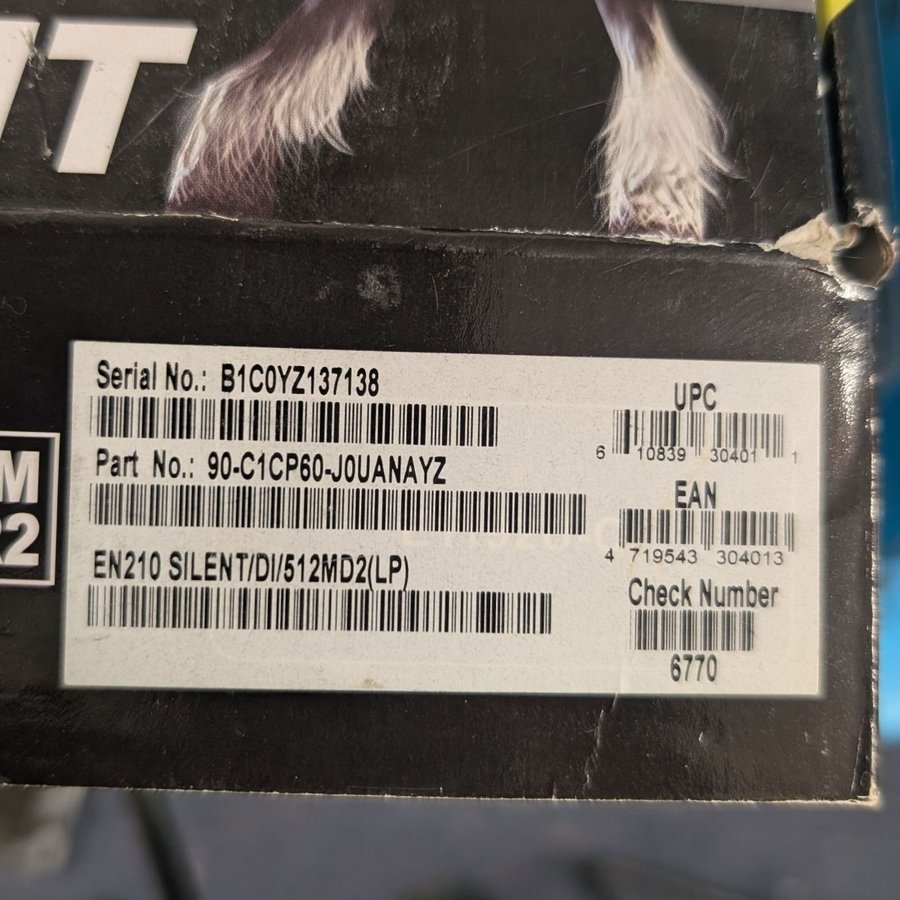 Serial No.: B1C0YZ137138
Part No.: 90-C1CP60-J0UANAYZ
EN210 SILENT/DI/512MD2(LP)
UPC
6 10839 30401 1
EAN
4 719543 304013
Check Number
6770